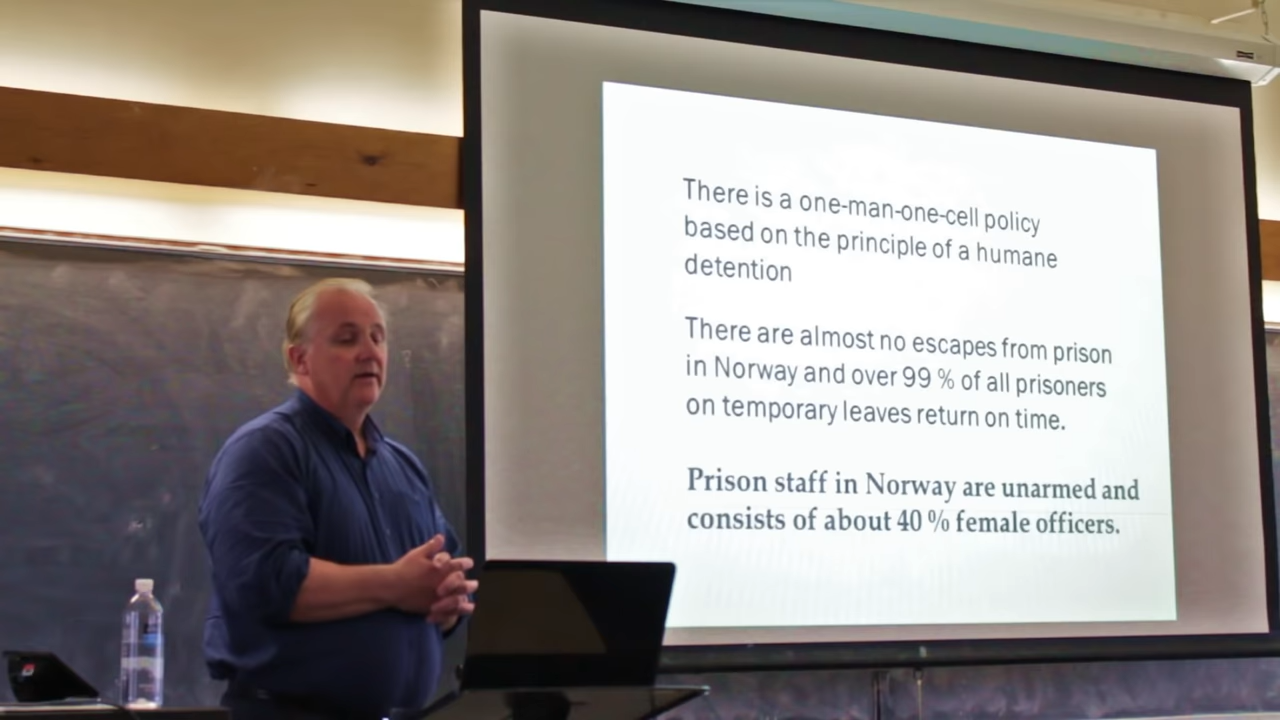 There is a one-man-one-cell policy
based on the principle of a humane
detention
There are almost no escapes from prison
in Norway and over 99 % of all prisoners
on temporary leaves return on time.
Prison staff in Norway are unarmed and
consists of about 40 % female officers.